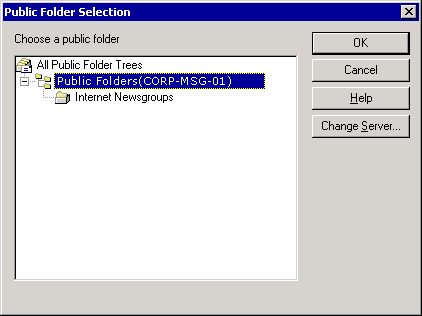 Public Folder Selection
Choose a public folder
All Public Folder Trees
Public Folders(CORP-MSG-01)
Internet Newsgroups
OK
Cancel
Help
Change Server...